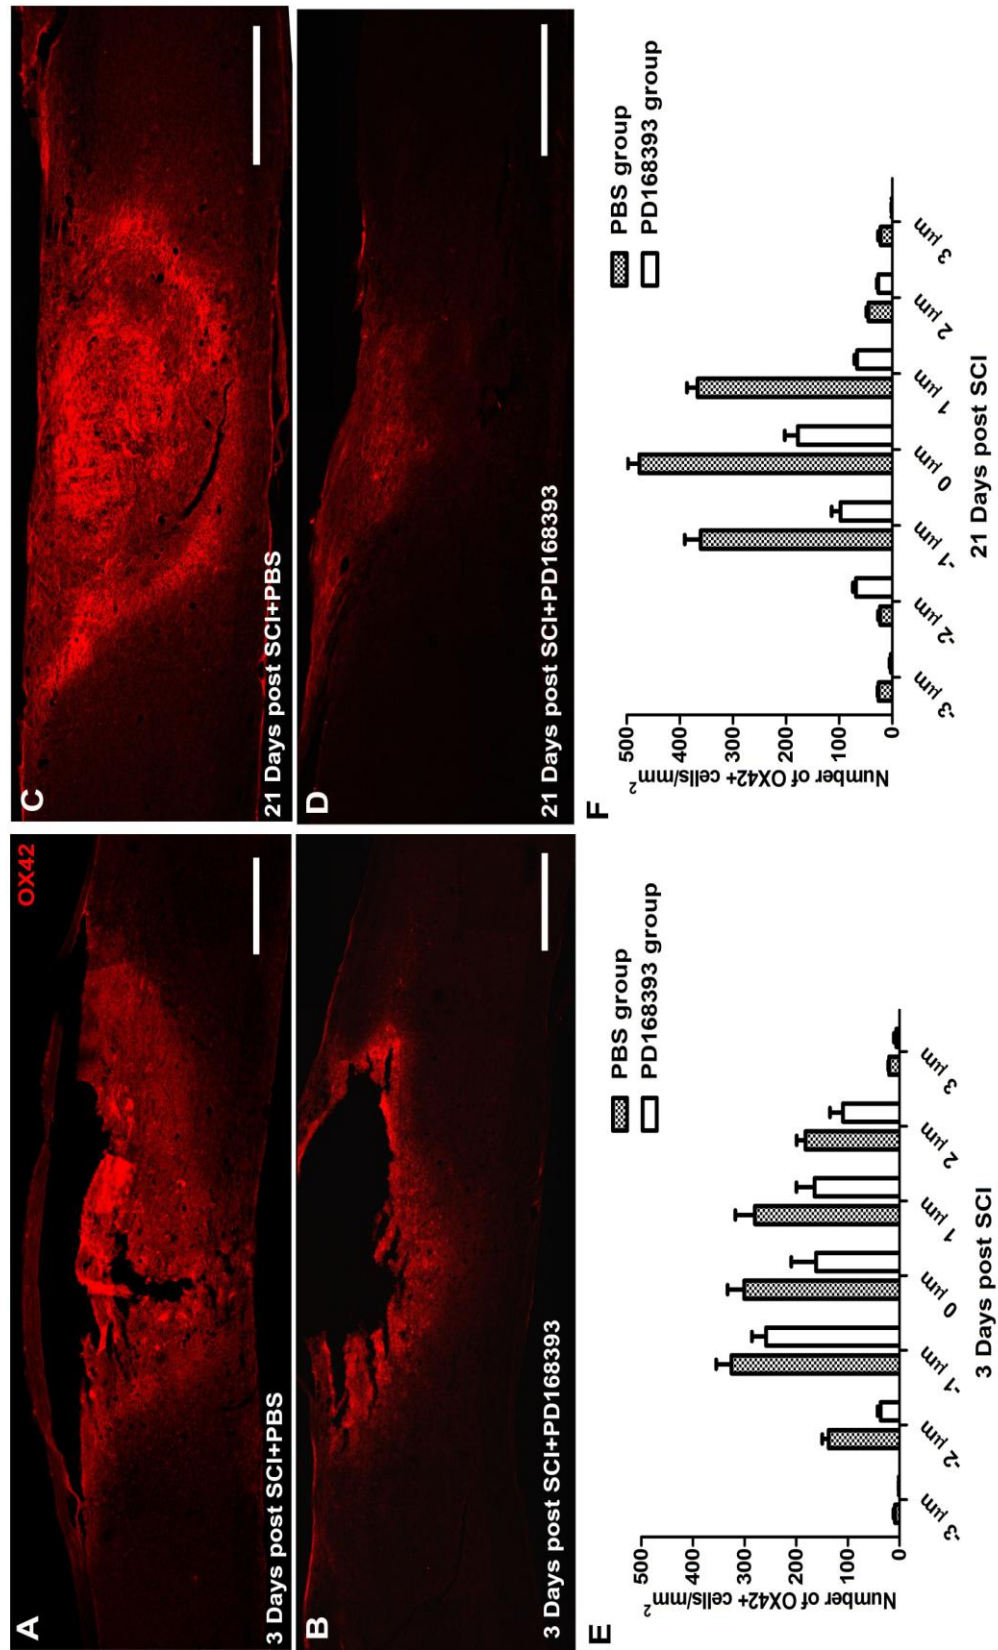 A
OX42
3 Days post SCI+PBS
B
3 Days post SCI+PD168393
C
21 Days post SCI+PBS
D
21 Days post SCI+PD168393
E
PBS group
PD168393 group
Number of OX42+ cells/mm2
500
400
300
200
100
0
-3 µm
-2 µm
-1 µm
0 µm
1 µm
2 µm
3 µm
3 Days post SCI
F
PBS group
PD168393 group
Number of OX42+ cells/mm2
500
400
300
200
100
0
-3 µm
-2 µm
-1 µm
0 µm
1 µm
2 µm
3 µm
21 Days post SCI